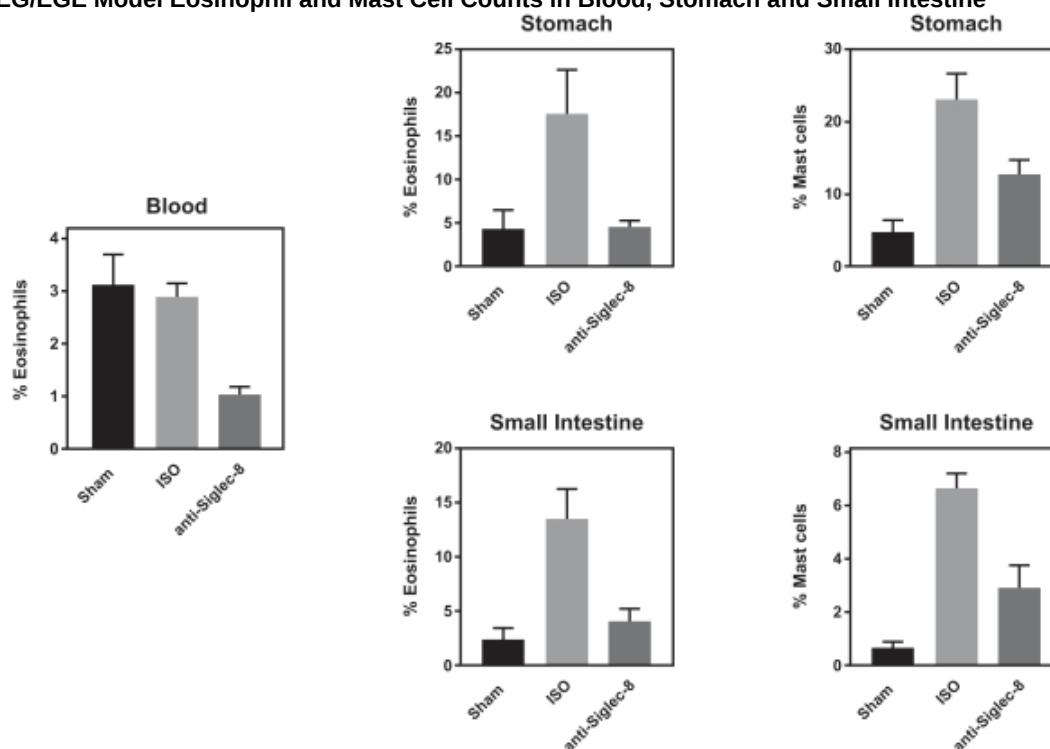 EG/EGE Model Eosinophil and Mast Cell Counts in Blood, Stomach and Small Intestine
Stomach
% Eosinophils
25
20
15
10
5
0
Sham
ISO
anti-Siglec-8
Stomach
% Mast cells
30
20
10
0
Sham
ISO
anti-Siglec-8
Blood
% Eosinophils
4
3
2
1
0
Sham
ISO
anti-Siglec-8
Small Intestine
% Eosinophils
20
15
10
5
0
Sham
ISO
anti-Siglec-8
Small Intestine
% Mast cells
8
6
4
2
0
Sham
ISO
anti-Siglec-8